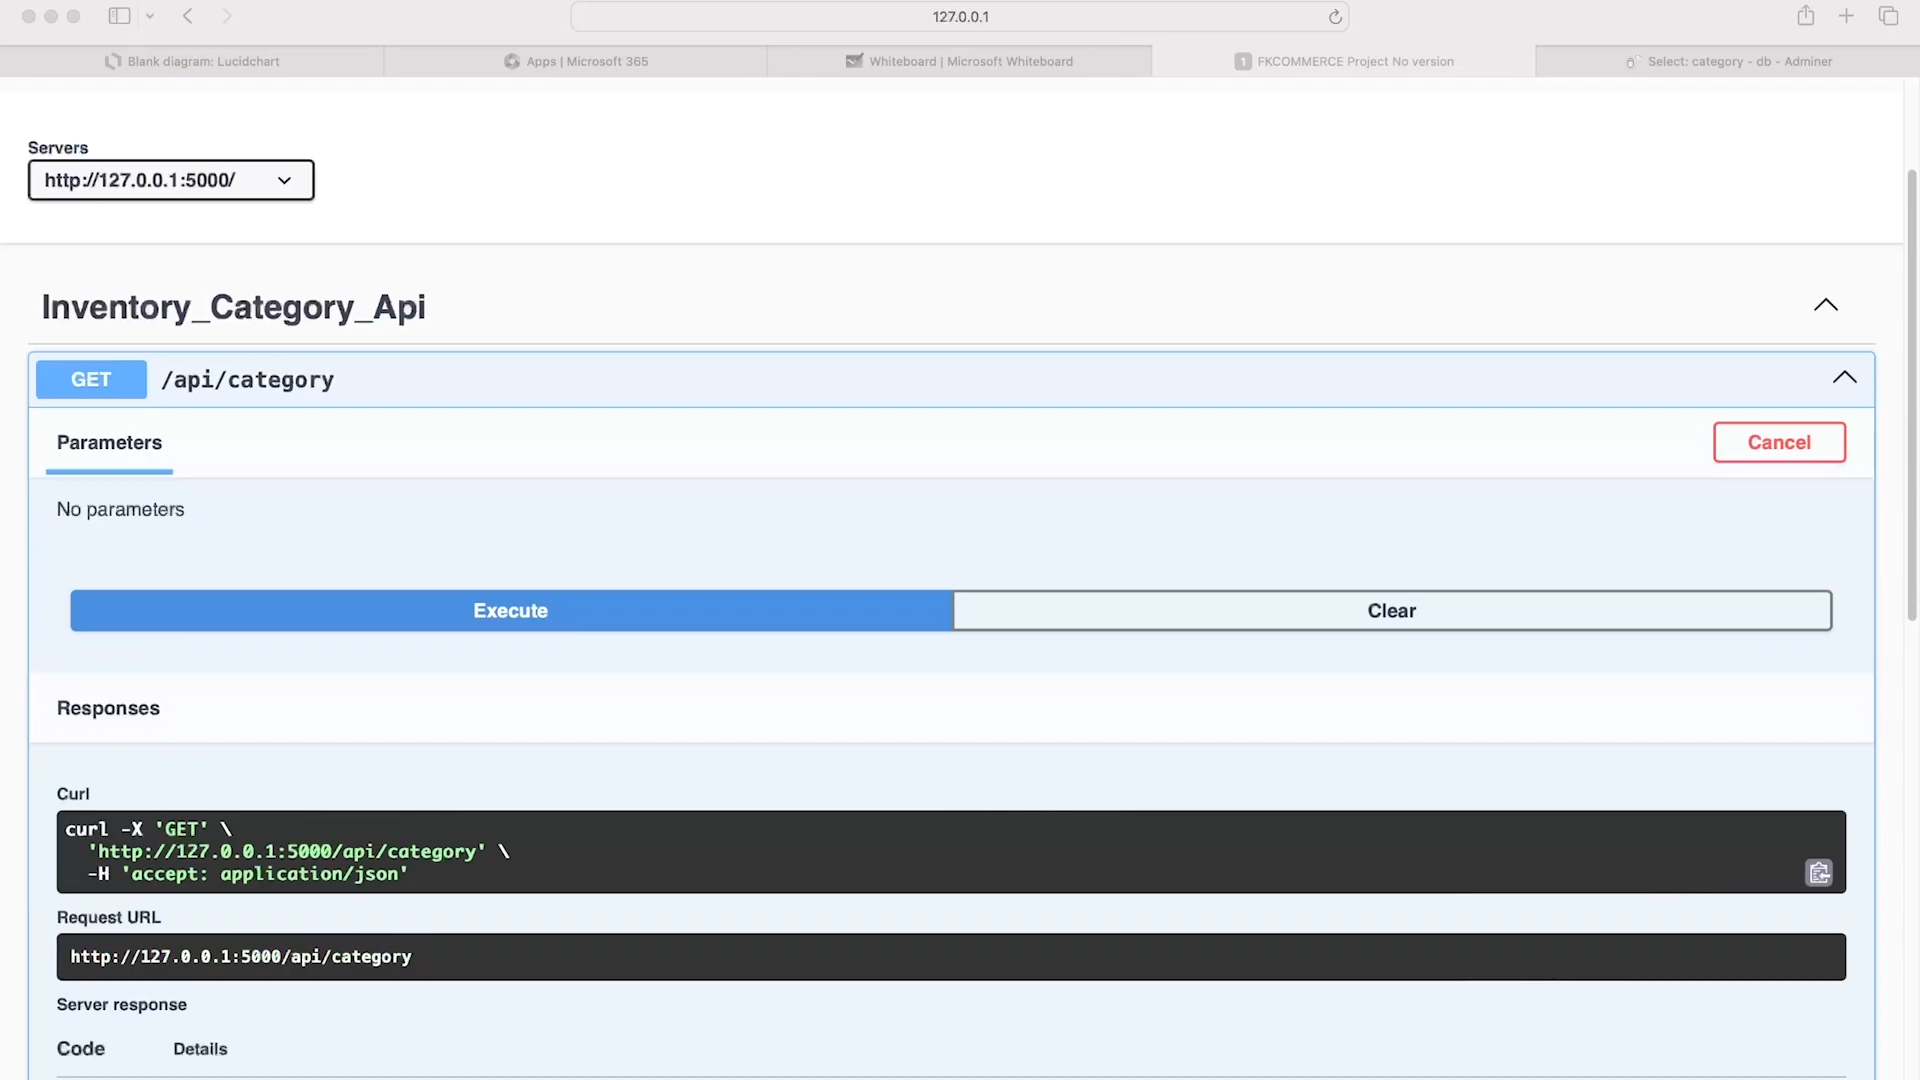 127.0.0.1
Blank diagram: Lucidchart
Apps | Microsoft 365
Whiteboard | Microsoft Whiteboard
1 FKCOMMERCE Project No version
Select: category - db - Adminer
Servers
http://127.0.0.1:5000/
Inventory_Category_Api
GET /api/category
Parameters
Cancel
No parameters
Execute
Clear
Responses
Curl
curl -X 'GET' \
'http://127.0.0.1:5000/api/category' \
-H 'accept: application/json'
Request URL
http://127.0.0.1:5000/api/category
Server response
Code Details